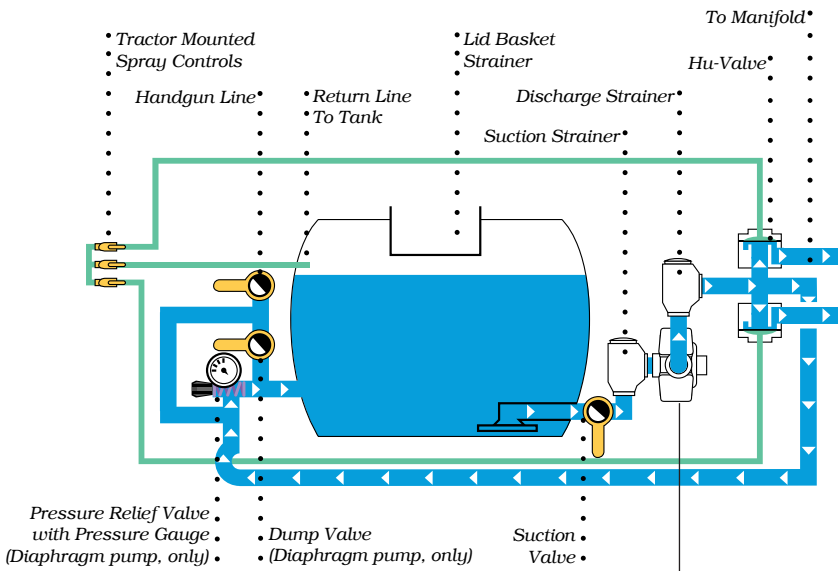 To Manifold
Tractor Mounted
Spray Controls
Lid Basket
Strainer
Hu-Valve
Handgun Line
Return Line
To Tank
Discharge Strainer
Suction Strainer
Pressure Relief Valve
with Pressure Gauge
(Diaphragm pump, only)
Dump Valve
(Diaphragm pump, only)
Suction
Valve